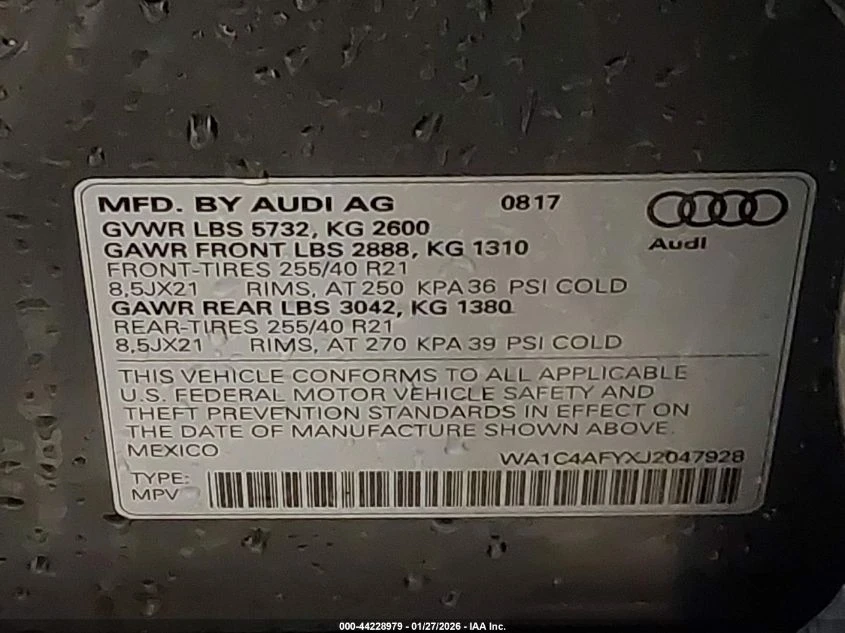 MFD. BY AUDI AG 0817
GVWR LBS 5732, KG 2600
GAWR FRONT LBS 2888, KG 1310
Audi
FRONT-TIRES 255/40 R21
8,5JX21 RIMS, AT 250 KPA 36 PSI COLD
GAWR REAR LBS 3042, KG 1380
REAR-TIRES 255/40 R21
8,5JX21 RIMS, AT 270 KPA 39 PSI COLD
THIS VEHICLE CONFORMS TO ALL APPLICABLE
U.S. FEDERAL MOTOR VEHICLE SAFETY AND
THEFT PREVENTION STANDARDS IN EFFECT ON
THE DATE OF MANUFACTURE SHOWN ABOVE.
MEXICO
WA1C4AFYXJ2047928
TYPE:
MPV
000-44228979 - 01/27/2026 - IAA Inc.